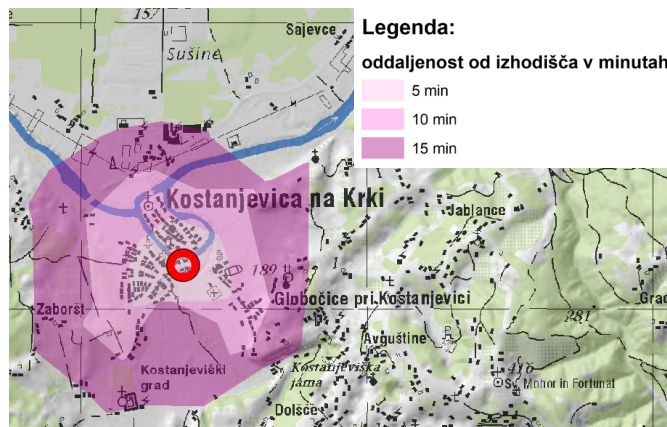 157
Sajevce
Sušine
Legenda:
oddaljenost od izhodišča v minutah
5 min
10 min
15 min
Kostanjevica na Krki
Jablance
189
Globočice pri Kostanjevici
Zaboršt
Grad
281
Avguštine
Kostanjeviški
grad
Kostanjeviška
jama
416
Sv. Mohor in Fortunat
Dolšce